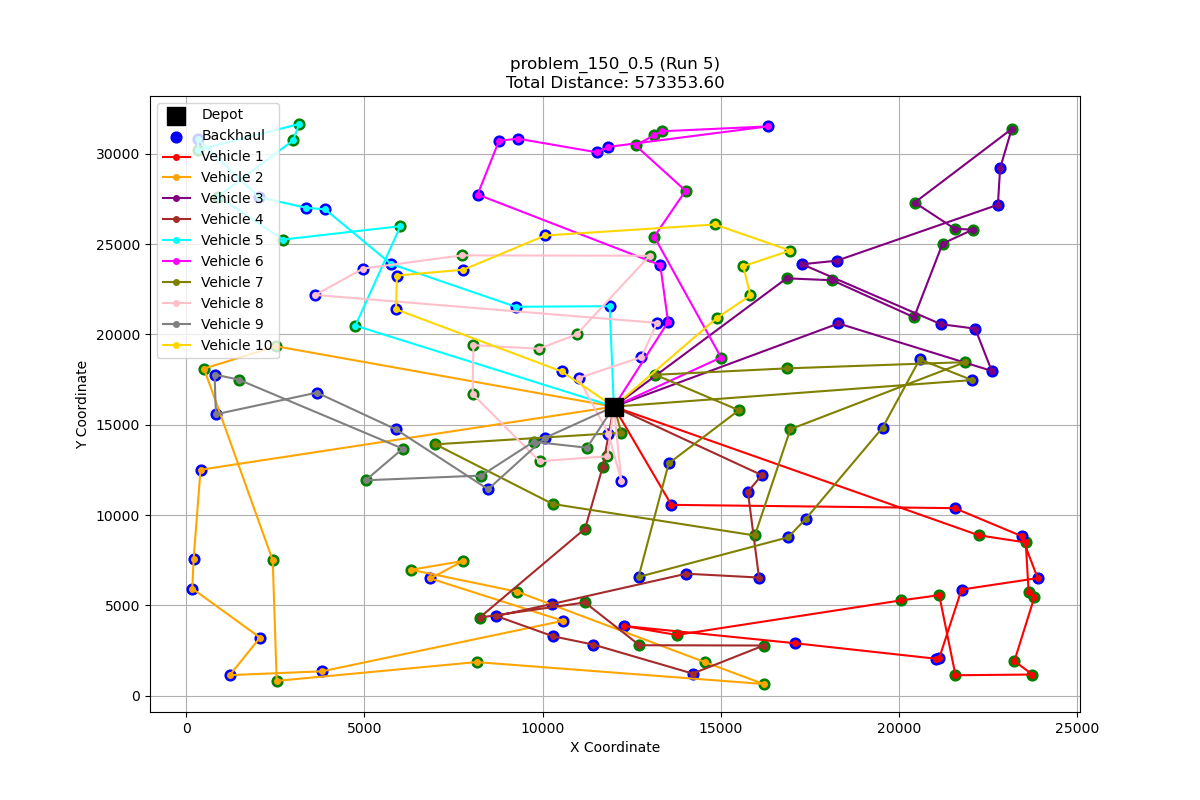 problem_150_0.5 (Run 5)
Total Distance: 573353.60
Depot
Backhaul
Vehicle 1
Vehicle 2
Vehicle 3
Vehicle 4
Vehicle 5
Vehicle 6
Vehicle 7
Vehicle 8
Vehicle 9
Vehicle 10
30000
25000
20000
15000
10000
5000
0
Y Coordinate
0 5000 10000 15000 20000 25000
X Coordinate